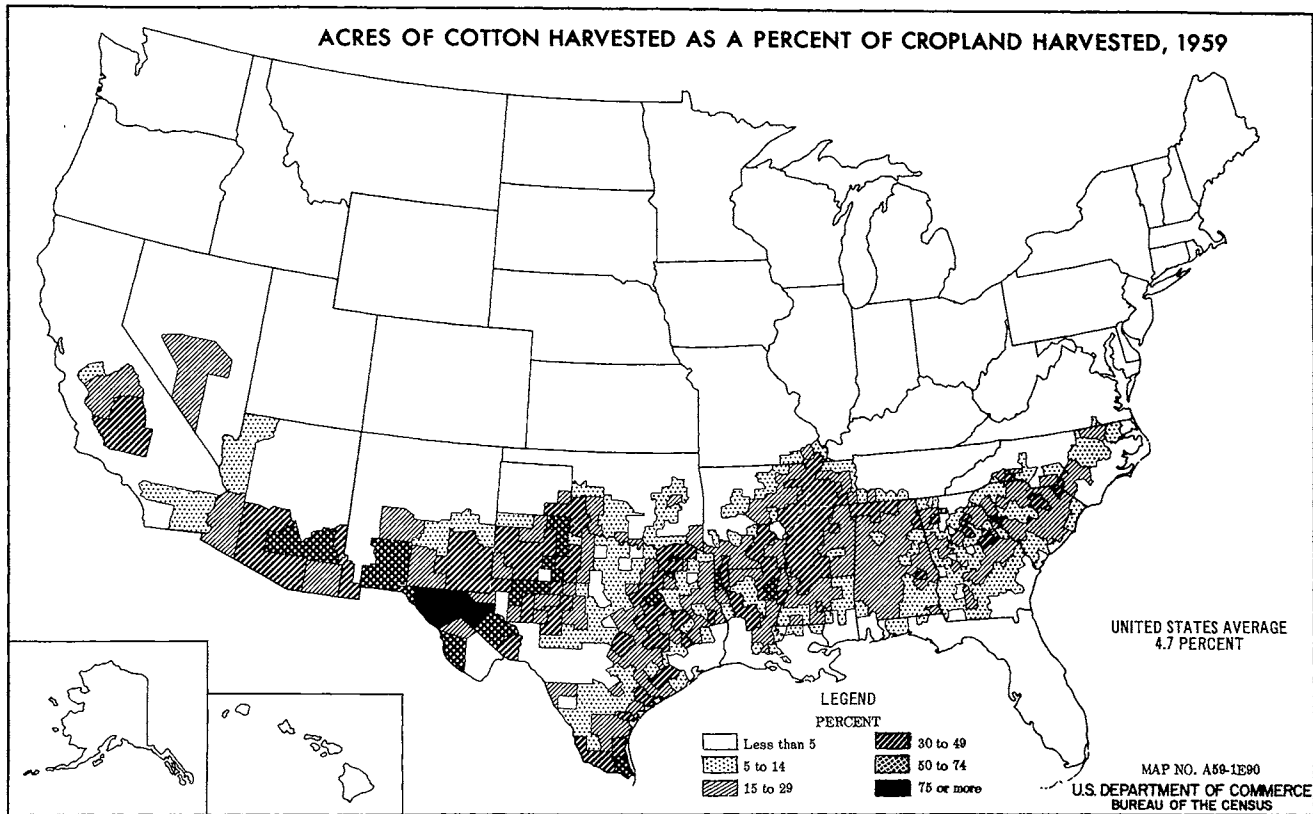 ACRES OF COTTON HARVESTED AS A PERCENT OF CROPLAND HARVESTED, 1959
UNITED STATES AVERAGE
4.7 PERCENT
LEGEND
PERCENT
Less than 5
5 to 14
15 to 29
30 to 49
50 to 74
75 or more
MAP NO. A59-1E90
U.S. DEPARTMENT OF COMMERCE
BUREAU OF THE CENSUS